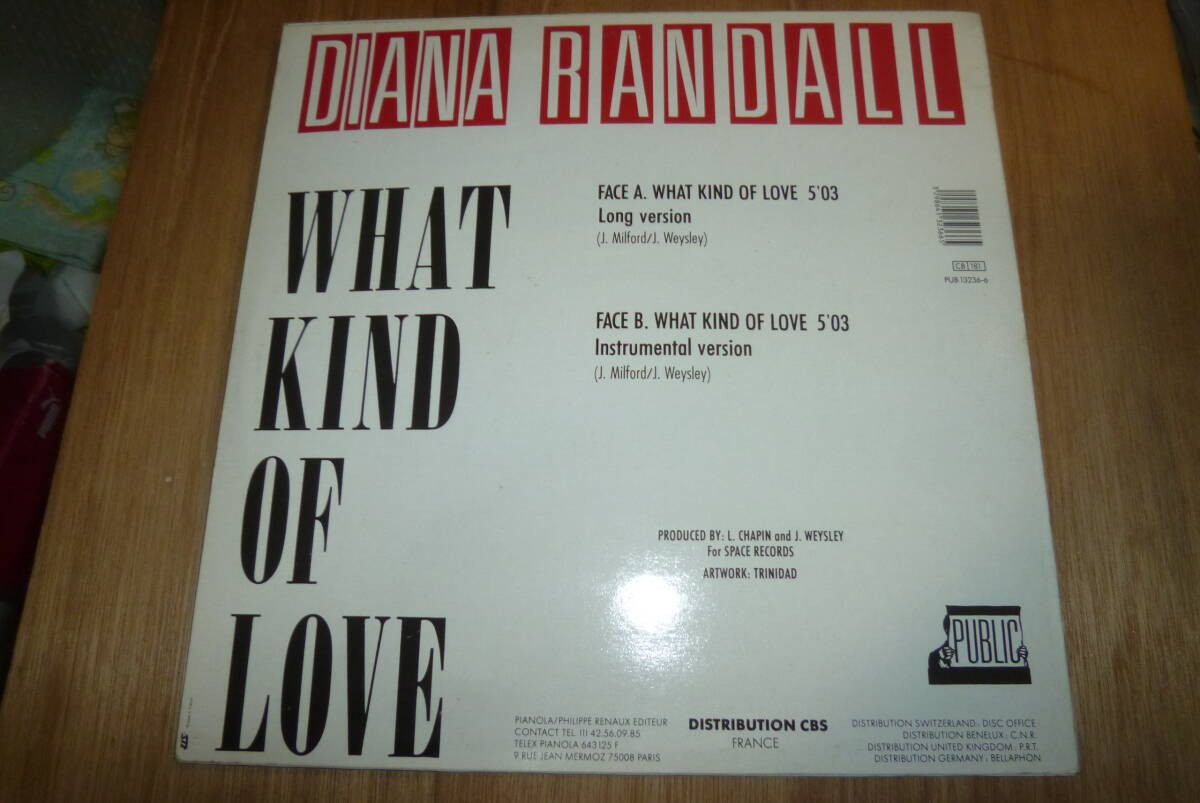 DIANA RANDALL
WHAT
KIND
OF
LOVE
FACE A. WHAT KIND OF LOVE 5'03
Long version
(J. Milford/J. Weysley)
FACE B. WHAT KIND OF LOVE 5'03
Instrumental version
(J. Milford/J. Weysley)
CB 181
PUB 13236-6
PRODUCED BY: L. CHAPIN and J. WEYSLEY
For SPACE RECORDS
ARTWORK: TRINIDAD
PUBLIC
PIANOLA/PHILIPPE RENAUX EDITEUR
CONTACT TEL. (1) 42.56.09.85
TELEX PIANOLA 643125 F
9 RUE JEAN MERMOZ 75008 PARIS
DISTRIBUTION CBS
FRANCE
DISTRIBUTION SWITZERLAND: DISC OFFICE
DISTRIBUTION BENELUX: C.N.R.
DISTRIBUTION UNITED KINGDOM: P.R.T.
DISTRIBUTION GERMANY: BELLAPHON